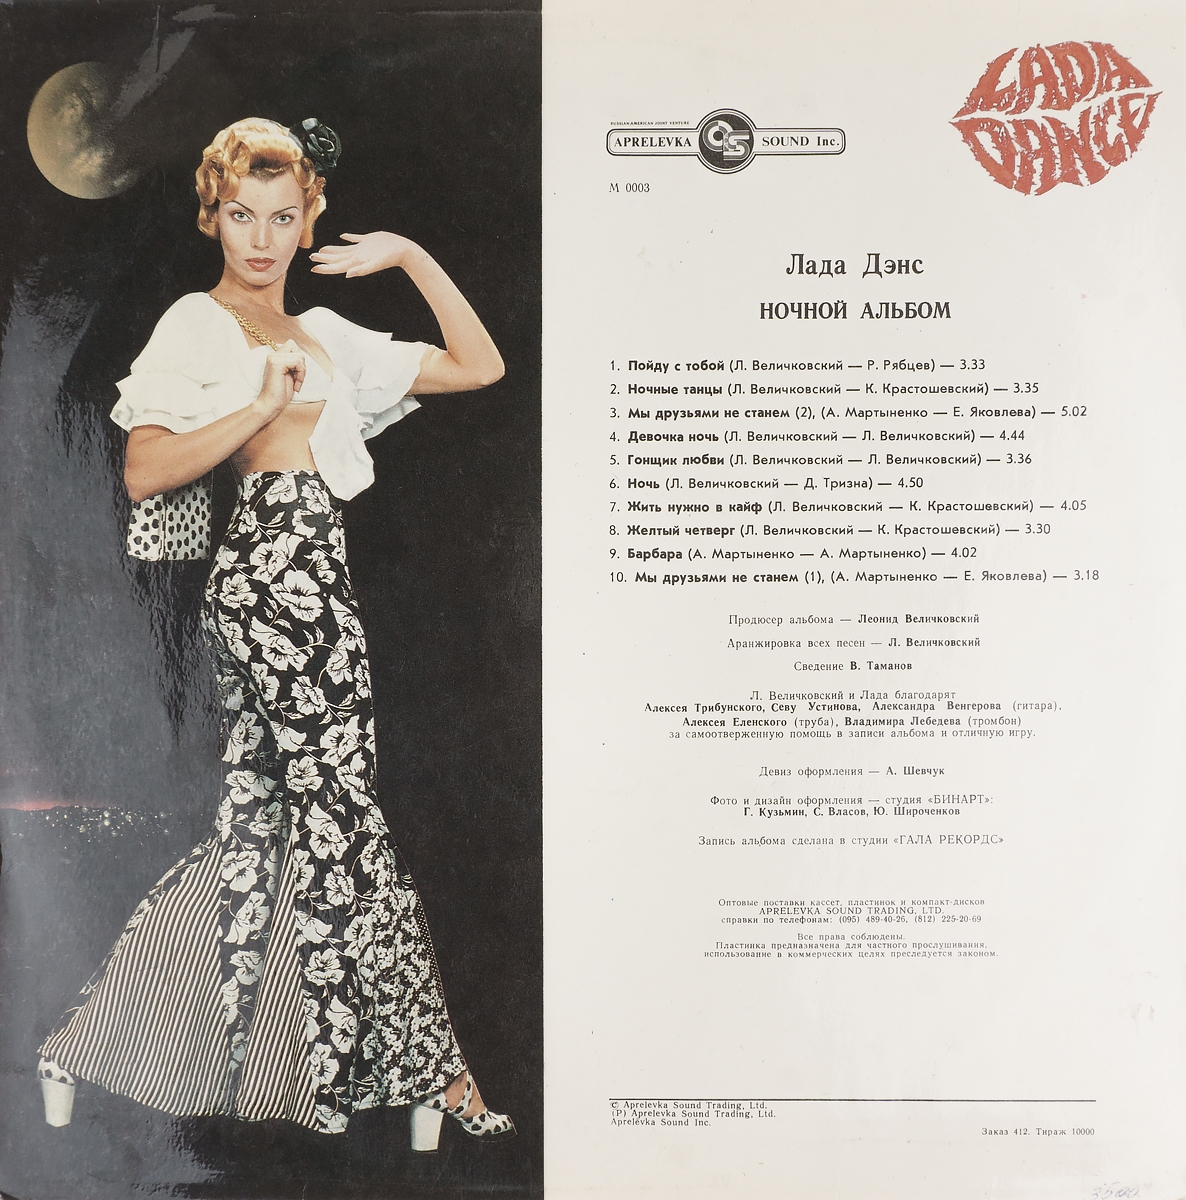 LADA
DANCE
RUSSIAN-AMERICAN JOINT VENTURE
APRELEVKA SOUND Inc.
М 0003
Лада Дэнс
НОЧНОЙ АЛЬБОМ
1. Пойду с тобой (Л. Величковский — Р. Рябцев) — 3.33
2. Ночные танцы (Л. Величковский — К. Крастошевский) — 3.35
3. Мы друзьями не станем (2), (А. Мартыненко — Е. Яковлева) — 5.02
4. Девочка ночь (Л. Величковский — Л. Величковский) — 4.44
5. Гонщик любви (Л. Величковский — Л. Величковский) — 3.36
6. Ночь (Л. Величковский — Д. Тризна) — 4.50
7. Жить нужно в кайф (Л. Величковский — К. Крастошевский) — 4.05
8. Желтый четверг (Л. Величковский — К. Крастошевский) — 3.30
9. Барбара (А. Мартыненко — А. Мартыненко) — 4.02
10. Мы друзьями не станем (1), (А. Мартыненко — Е. Яковлева) — 3.18
Продюсер альбома — Леонид Величковский
Аранжировка всех песен — Л. Величковский
Сведение В. Таманов
Л. Величковский и Лада благодарят
Алексея Трибунского, Севу Устинова, Александра Венгерова (гитара),
Алексея Еленского (труба), Владимира Лебедева (тромбон)
за самоотверженную помощь в записи альбома и отличную игру.
Девиз оформления — А. Шевчук
Фото и дизайн оформления — студия «БИНАРТ»:
Г. Кузьмин, С. Власов, Ю. Широченков
Запись альбома сделана в студии «ГАЛА РЕКОРДС»
Оптовые поставки кассет, пластинок и компакт-дисков
APRELEVKA SOUND TRADING, LTD.
справки по телефонам: (095) 489-40-26, (812) 225-20-69
Все права соблюдены.
Пластинка предназначена для частного прослушивания,
использование в коммерческих целях преследуется законом.
© Aprelevka Sound Trading, Ltd.
(P) Aprelevka Sound Trading, Ltd.
Aprelevka Sound Inc.
Заказ 412. Тираж 10000